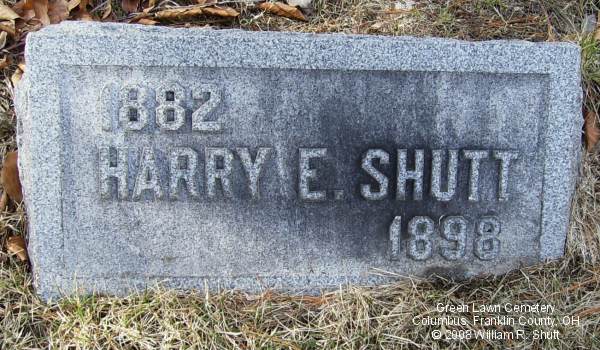 1882
HARRY E. SHUTT
1898
Green Lawn Cemetery
Columbus, Franklin County, OH
© 2008 William R. Shutt